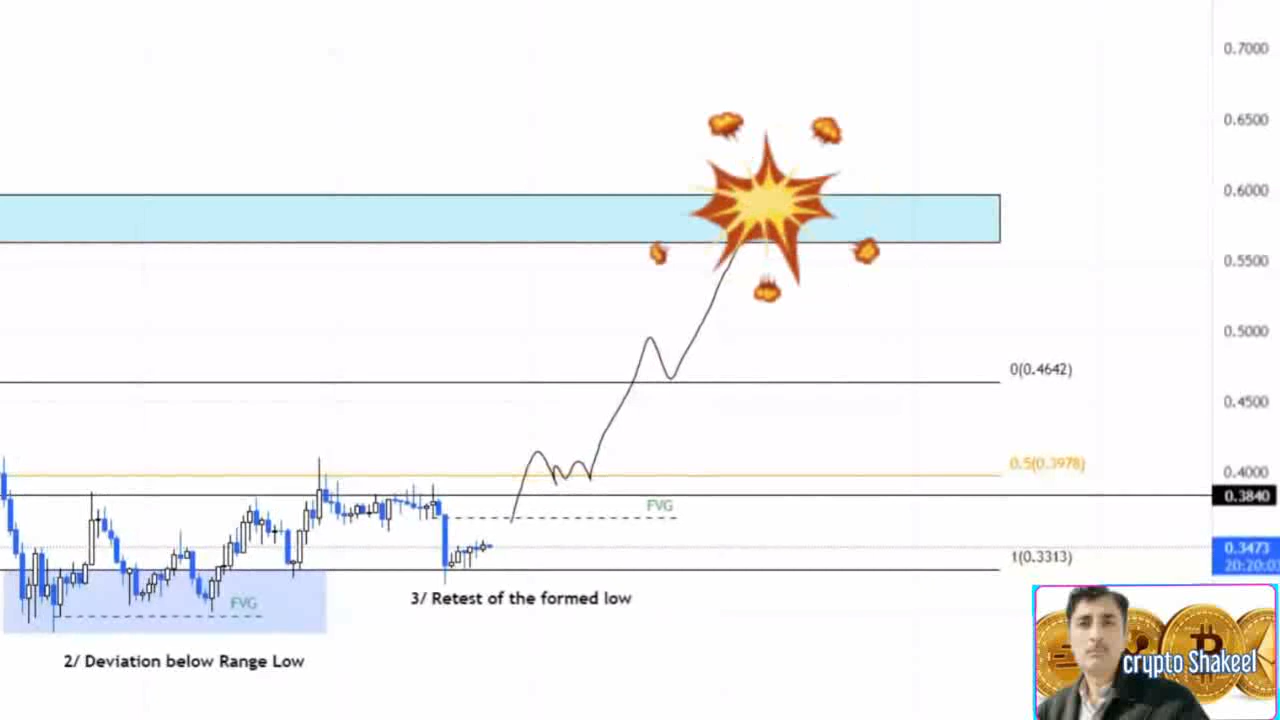 0.7000
0.6500
0.6000
0.5500
0.5000
0(0.4642)
0.4500
0.5(0.3978)
0.4000
0.3840
FVG
0.3473
1(0.3313)
20:20:03
3/ Retest of the formed low
FVG
2/ Deviation below Range Low
crypto Shakeel